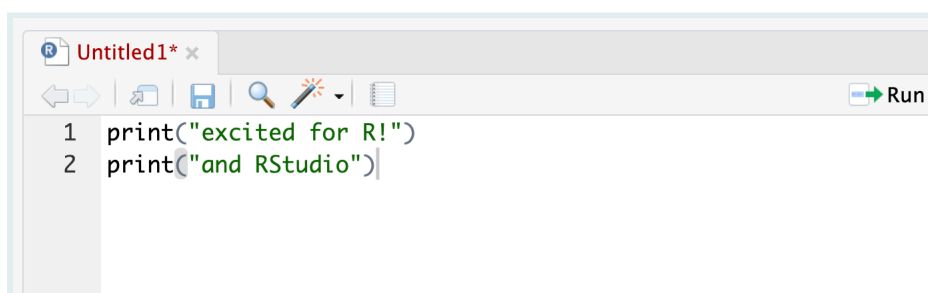 R Untitled1* ×
Run
1 print("excited for R!")
2 print("and RStudio")